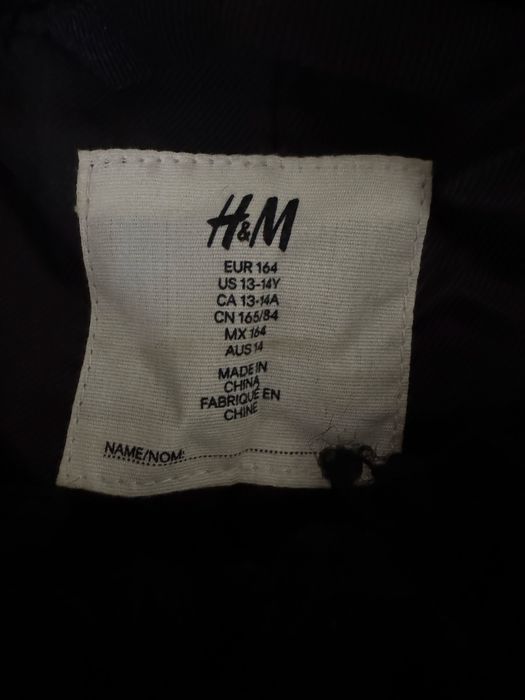 H&M
EUR 164
US 13-14Y
CA 13-14A
CN 165/84
MX 164
AUS 14
MADE IN
CHINA
FABRIQUÉ EN
CHINE
NAME/NOM: